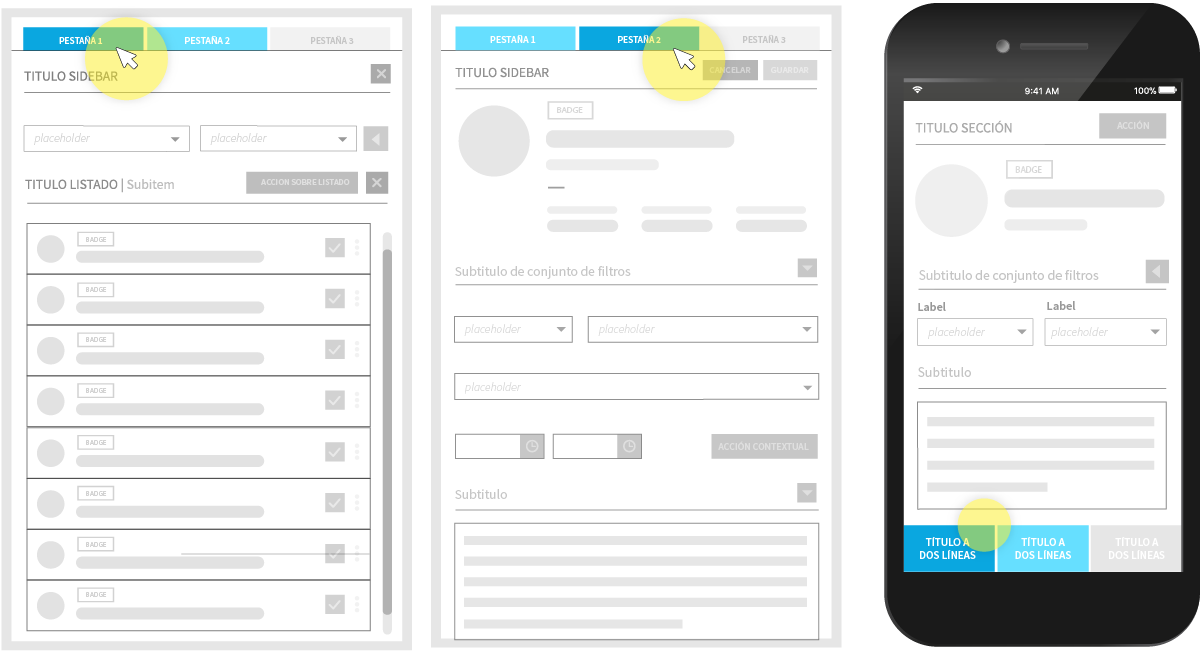 PESTAÑA 1 PESTAÑA 2 PESTAÑA 3
TITULO SIDEBAR
placeholder placeholder
TITULO LISTADO | Subitem ACCION SOBRE LISTADO
BADGE
BADGE
BADGE
BADGE
BADGE
BADGE
BADGE
BADGE
PESTAÑA 1 PESTAÑA 2 PESTAÑA 3
TITULO SIDEBAR CANCELAR GUARDAR
BADGE
Subtitulo de conjunto de filtros
placeholder placeholder
placeholder
ACCIÓN CONTEXTUAL
Subtitulo
9:41 AM 100%
TITULO SECCIÓN ACCIÓN
BADGE
Subtitulo de conjunto de filtros
Label Label
placeholder placeholder
Subtitulo
TÍTULO A TÍTULO A TÍTULO A
DOS LÍNEAS DOS LÍNEAS DOS LÍNEAS